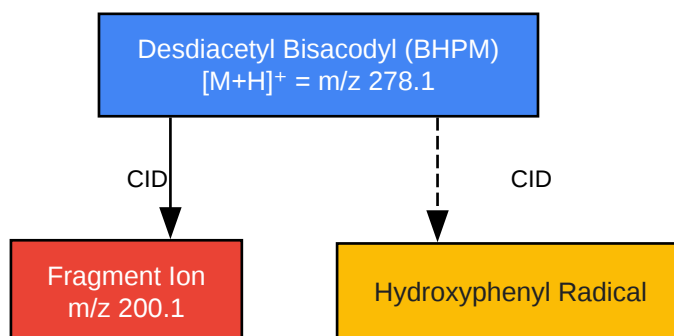 Desdiacetyl Bisacodyl (BHPM)
[M+H]⁺ = m/z 278.1
CID
CID
Fragment Ion
m/z 200.1
Hydroxyphenyl Radical